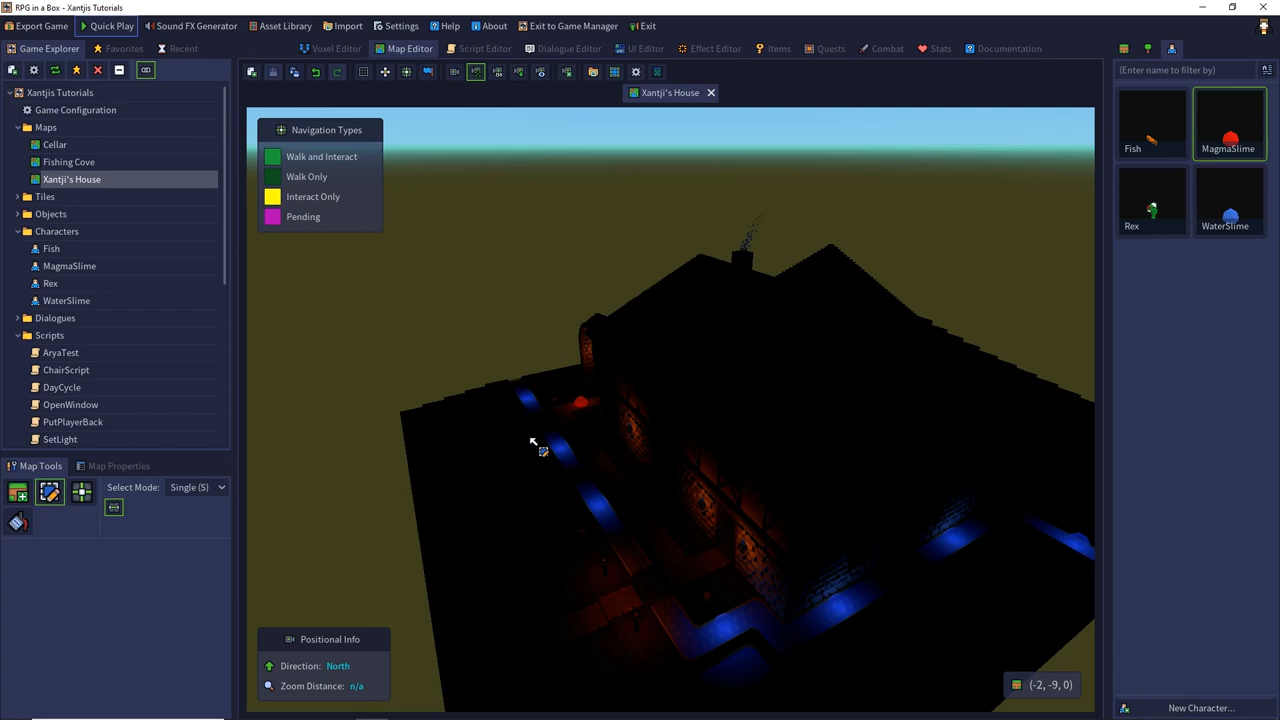 RPG in a Box - Xantjis Tutorials
Export Game Quick Play Sound FX Generator Asset Library Import Settings Help About Exit to Game Manager Exit
Game Explorer Favorites Recent Voxel Editor Map Editor Script Editor Dialogue Editor UI Editor Effect Editor Items Quests Combat Stats Documentation
(Enter name to filter by)
Xantji's House
Xantjis Tutorials
Game Configuration
Maps
Cellar
Fishing Cove
Xantji's House
Tiles
Objects
Characters
Fish
MagmaSlime
Rex
WaterSlime
Dialogues
Scripts
AryaTest
ChairScript
DayCycle
OpenWindow
PutPlayerBack
SetLight
Navigation Types
Walk and Interact
Walk Only
Interact Only
Pending
Fish MagmaSlime
Rex WaterSlime
Map Tools Map Properties
Select Mode: Single (S)
Positional Info
Direction: North
Zoom Distance: n/a
(-2, -9, 0)
New Character...